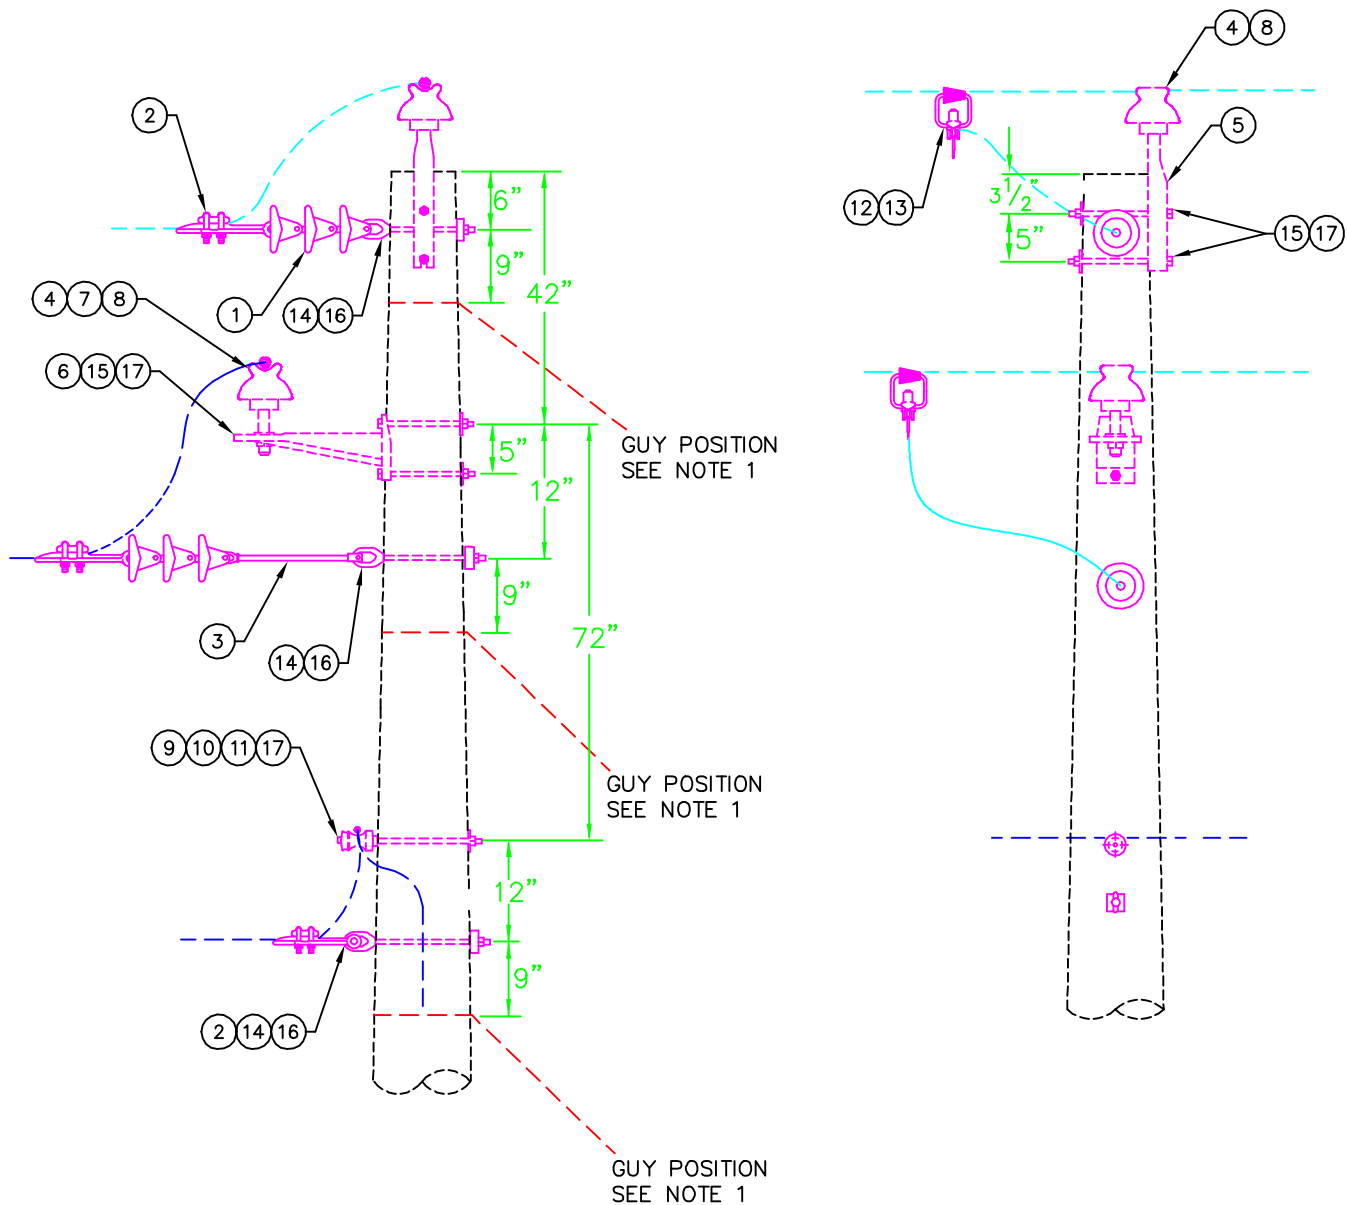 4 8
2
5
6"
3 1/2"
12 13
15 17
5"
9"
42"
4 7 8
1
14 16
6 15 17
GUY POSITION
SEE NOTE 1
5"
12"
9"
3
14 16
72"
9 10 11 17
GUY POSITION
SEE NOTE 1
12"
9"
2 14 16
GUY POSITION
SEE NOTE 1